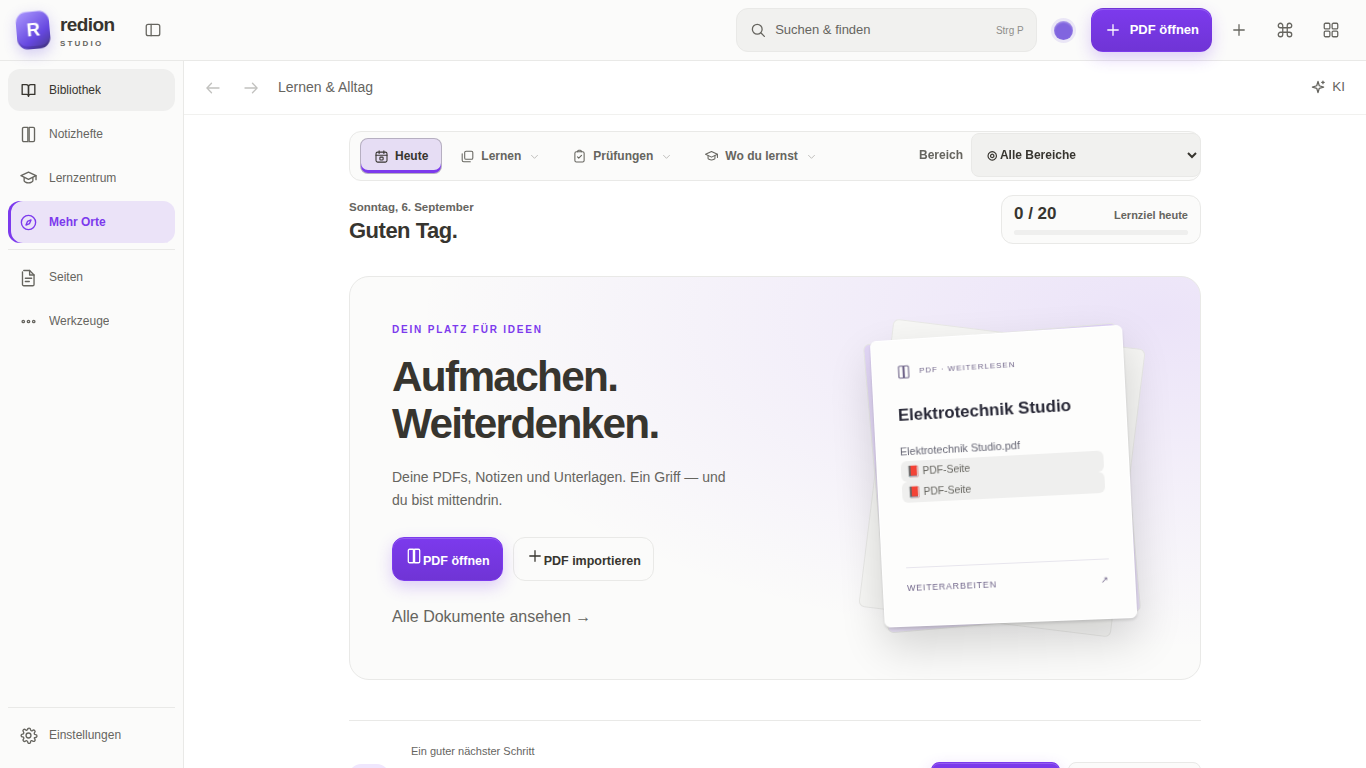 R
redion
STUDIO
Suchen & finden
Strg P
PDF öffnen
Bibliothek
Notizhefte
Lernzentrum
Mehr Orte
Seiten
Werkzeuge
Einstellungen
Lernen & Alltag
KI
Heute
Lernen
Prüfungen
Wo du lernst
Bereich
◎ Alle Bereiche
Sonntag, 6. September
Guten Tag.
0 / 20
Lernziel heute
DEIN PLATZ FÜR IDEEN
Aufmachen.
Weiterdenken.
Deine PDFs, Notizen und Unterlagen. Ein Griff — und
du bist mittendrin.
PDF öffnen
PDF importieren
Alle Dokumente ansehen →
PDF · WEITERLESEN
Elektrotechnik Studio
Elektrotechnik Studio.pdf
PDF-Seite
PDF-Seite
WEITERARBEITEN ↗
Ein guter nächster Schritt